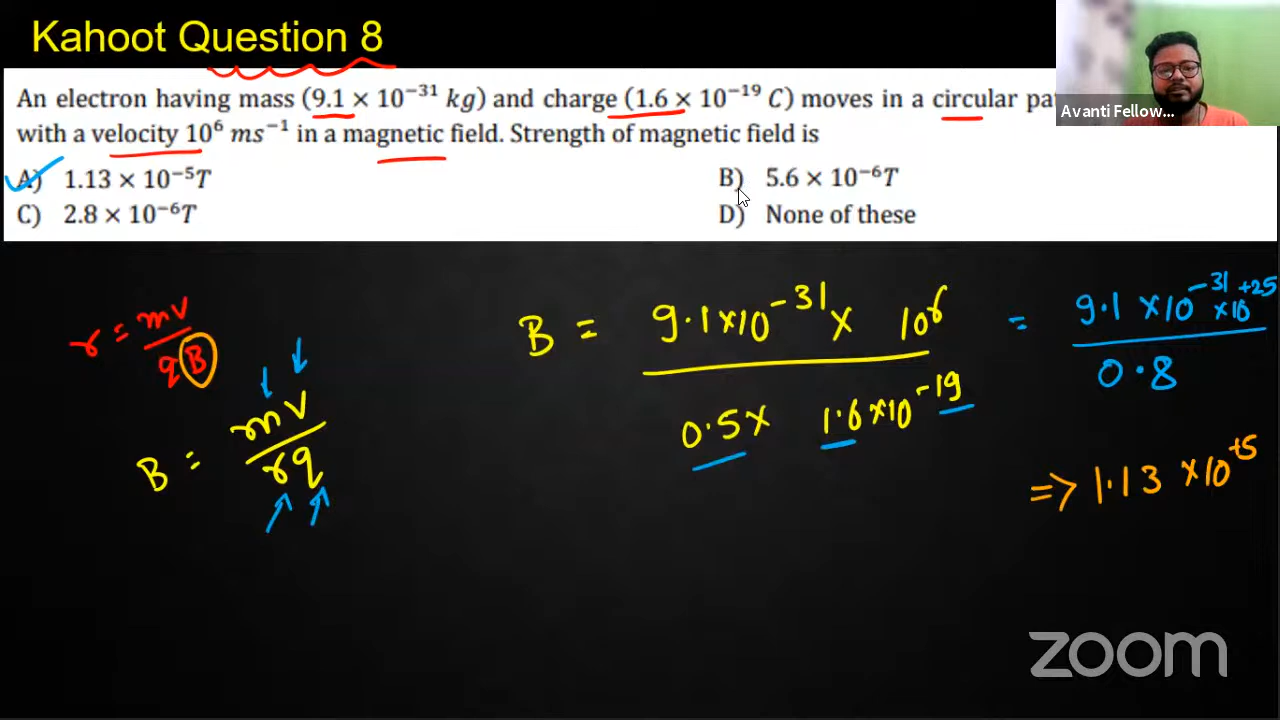 Kahoot Question 8
An electron having mass (9.1 × 10⁻³¹ kg) and charge (1.6 × 10⁻¹⁹ C) moves in a circular
Avanti Fellow...
with a velocity 10⁶ ms⁻¹ in a magnetic field. Strength of magnetic field is
A) 1.13 × 10⁻⁵T
B) 5.6 × 10⁻⁶T
C) 2.8 × 10⁻⁶T
D) None of these
r = mv / qB
B = mv / rq
B = 9.1×10⁻³¹ × 10⁶ / 0.5× 1.6×10⁻¹⁹ = 9.1 ×10⁻³¹⁺²⁵ ×10 / 0.8
=> 1.13 ×10⁺⁵
zoom